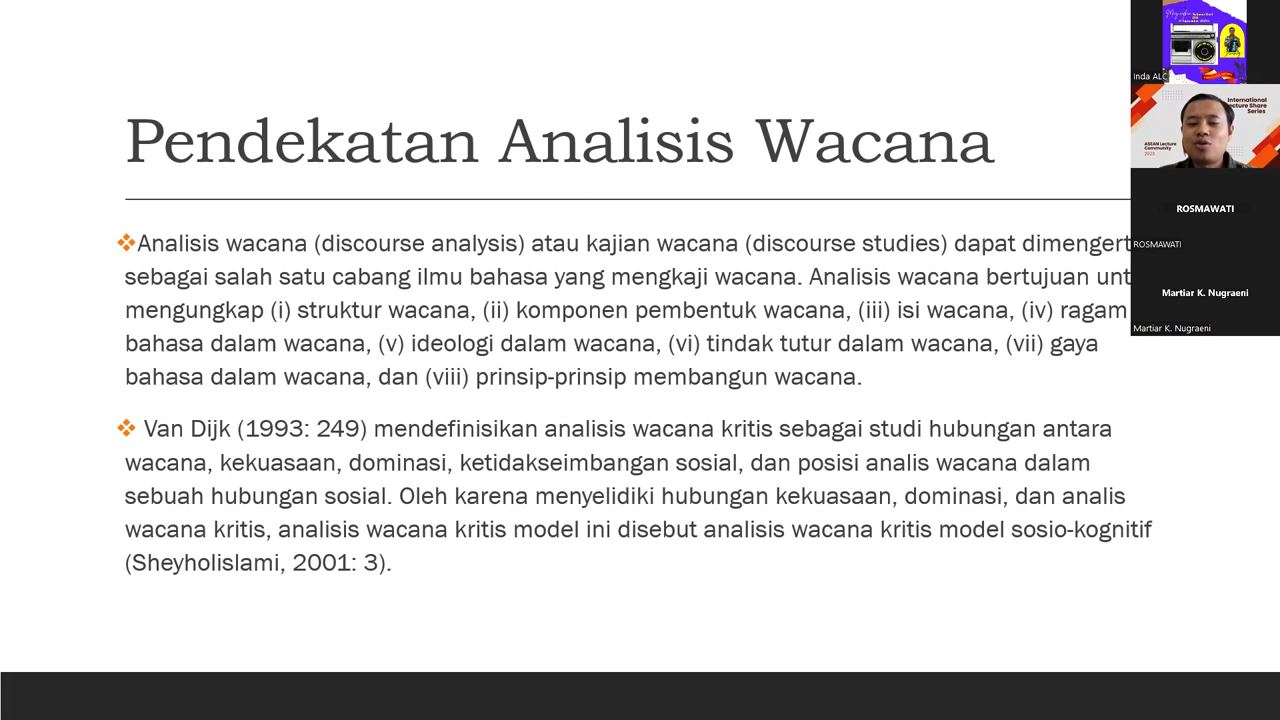 Pendekatan Analisis Wacana
Analisis wacana (discourse analysis) atau kajian wacana (discourse studies) dapat dimengert
sebagai salah satu cabang ilmu bahasa yang mengkaji wacana. Analisis wacana bertujuan unt
mengungkap (i) struktur wacana, (ii) komponen pembentuk wacana, (iii) isi wacana, (iv) ragam
bahasa dalam wacana, (v) ideologi dalam wacana, (vi) tindak tutur dalam wacana, (vii) gaya
bahasa dalam wacana, dan (viii) prinsip-prinsip membangun wacana.
Van Dijk (1993: 249) mendefinisikan analisis wacana kritis sebagai studi hubungan antara
wacana, kekuasaan, dominasi, ketidakseimbangan sosial, dan posisi analis wacana dalam
sebuah hubungan sosial. Oleh karena menyelidiki hubungan kekuasaan, dominasi, dan analis
wacana kritis, analisis wacana kritis model ini disebut analisis wacana kritis model sosio-kognitif
(Sheyholislami, 2001: 3).
Inda ALC
International
Lecture Share
Series
ASEAN Lecture
Community
2023
ROSMAWATI
ROSMAWATI
Martiar K. Nugraeni
Martiar K. Nugraeni